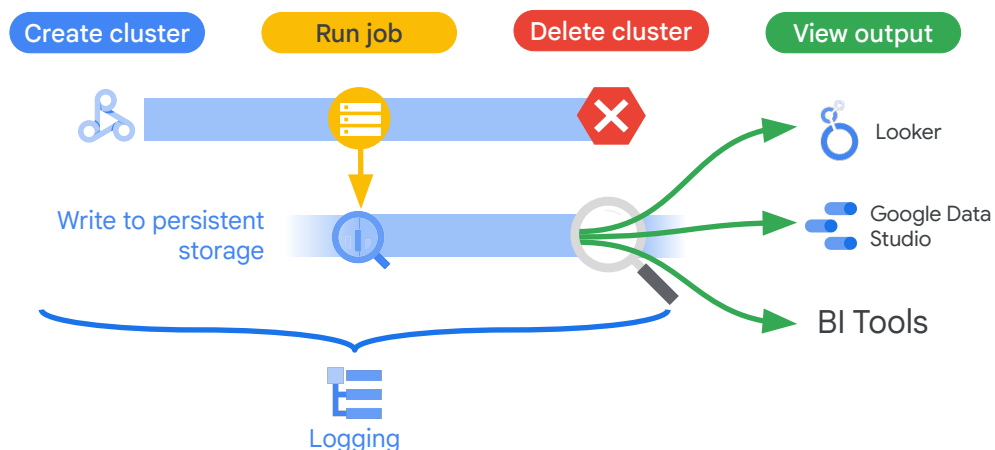 Create cluster
Run job
Delete cluster
View output
Looker
Write to persistent
storage
Google Data
Studio
BI Tools
Logging